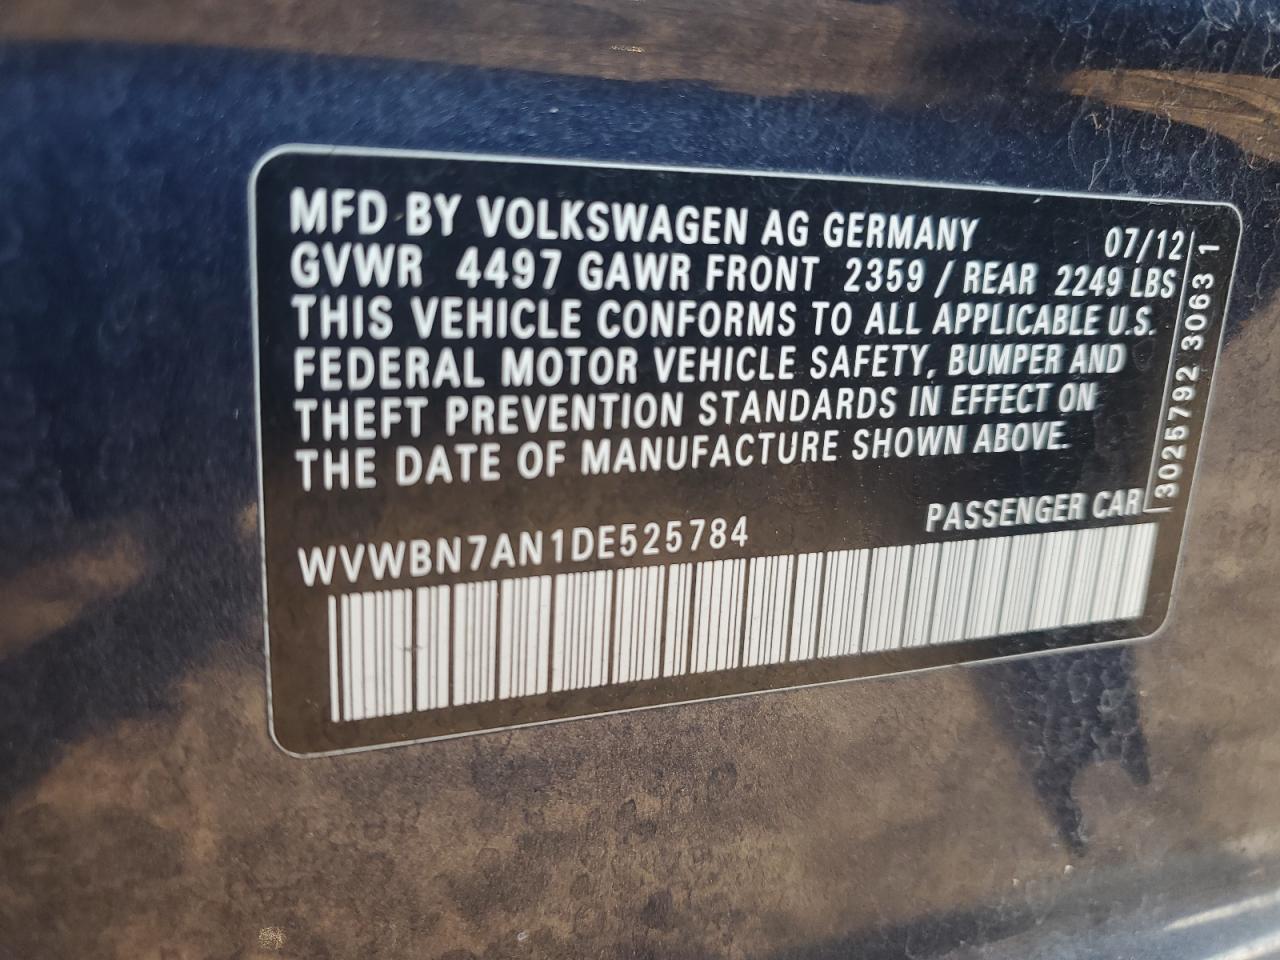 MFD BY VOLKSWAGEN AG GERMANY 07/12
GVWR 4497 GAWR FRONT 2359 / REAR 2249 LBS
THIS VEHICLE CONFORMS TO ALL APPLICABLE U.S.
FEDERAL MOTOR VEHICLE SAFETY, BUMPER AND
THEFT PREVENTION STANDARDS IN EFFECT ON
THE DATE OF MANUFACTURE SHOWN ABOVE.
PASSENGER CAR
WVWBN7AN1DE525784
3025792 3063 1